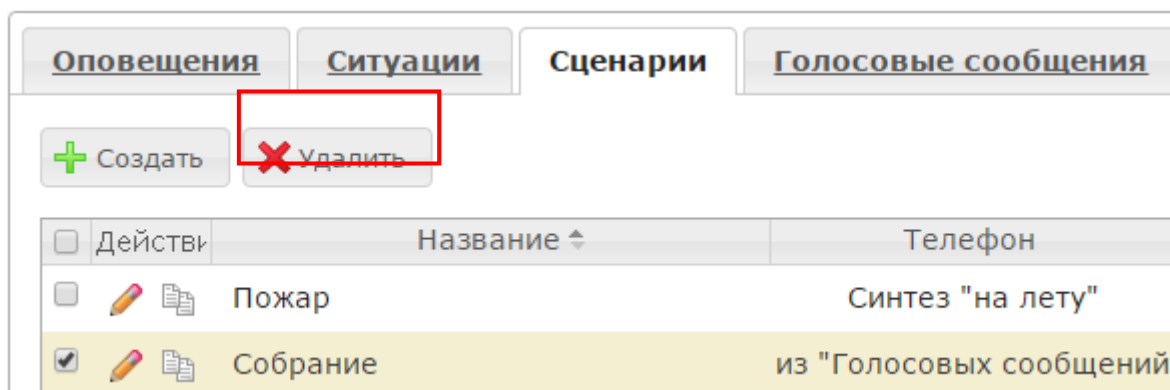 Оповещения Ситуации Сценарии Голосовые сообщения
Создать Удалить
Действи Название Телефон
Пожар Синтез "на лету"
Собрание из "Голосовых сообщений